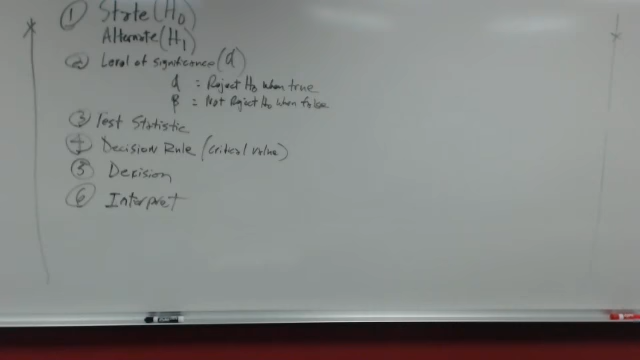 ① State (H0)
Alternate (H1)
② Level of significance (α)
α = Reject H0 when true
β = Not Reject H0 when false
③ Test Statistic
④ Decision Rule (critical value)
⑤ Decision
⑥ Interpret